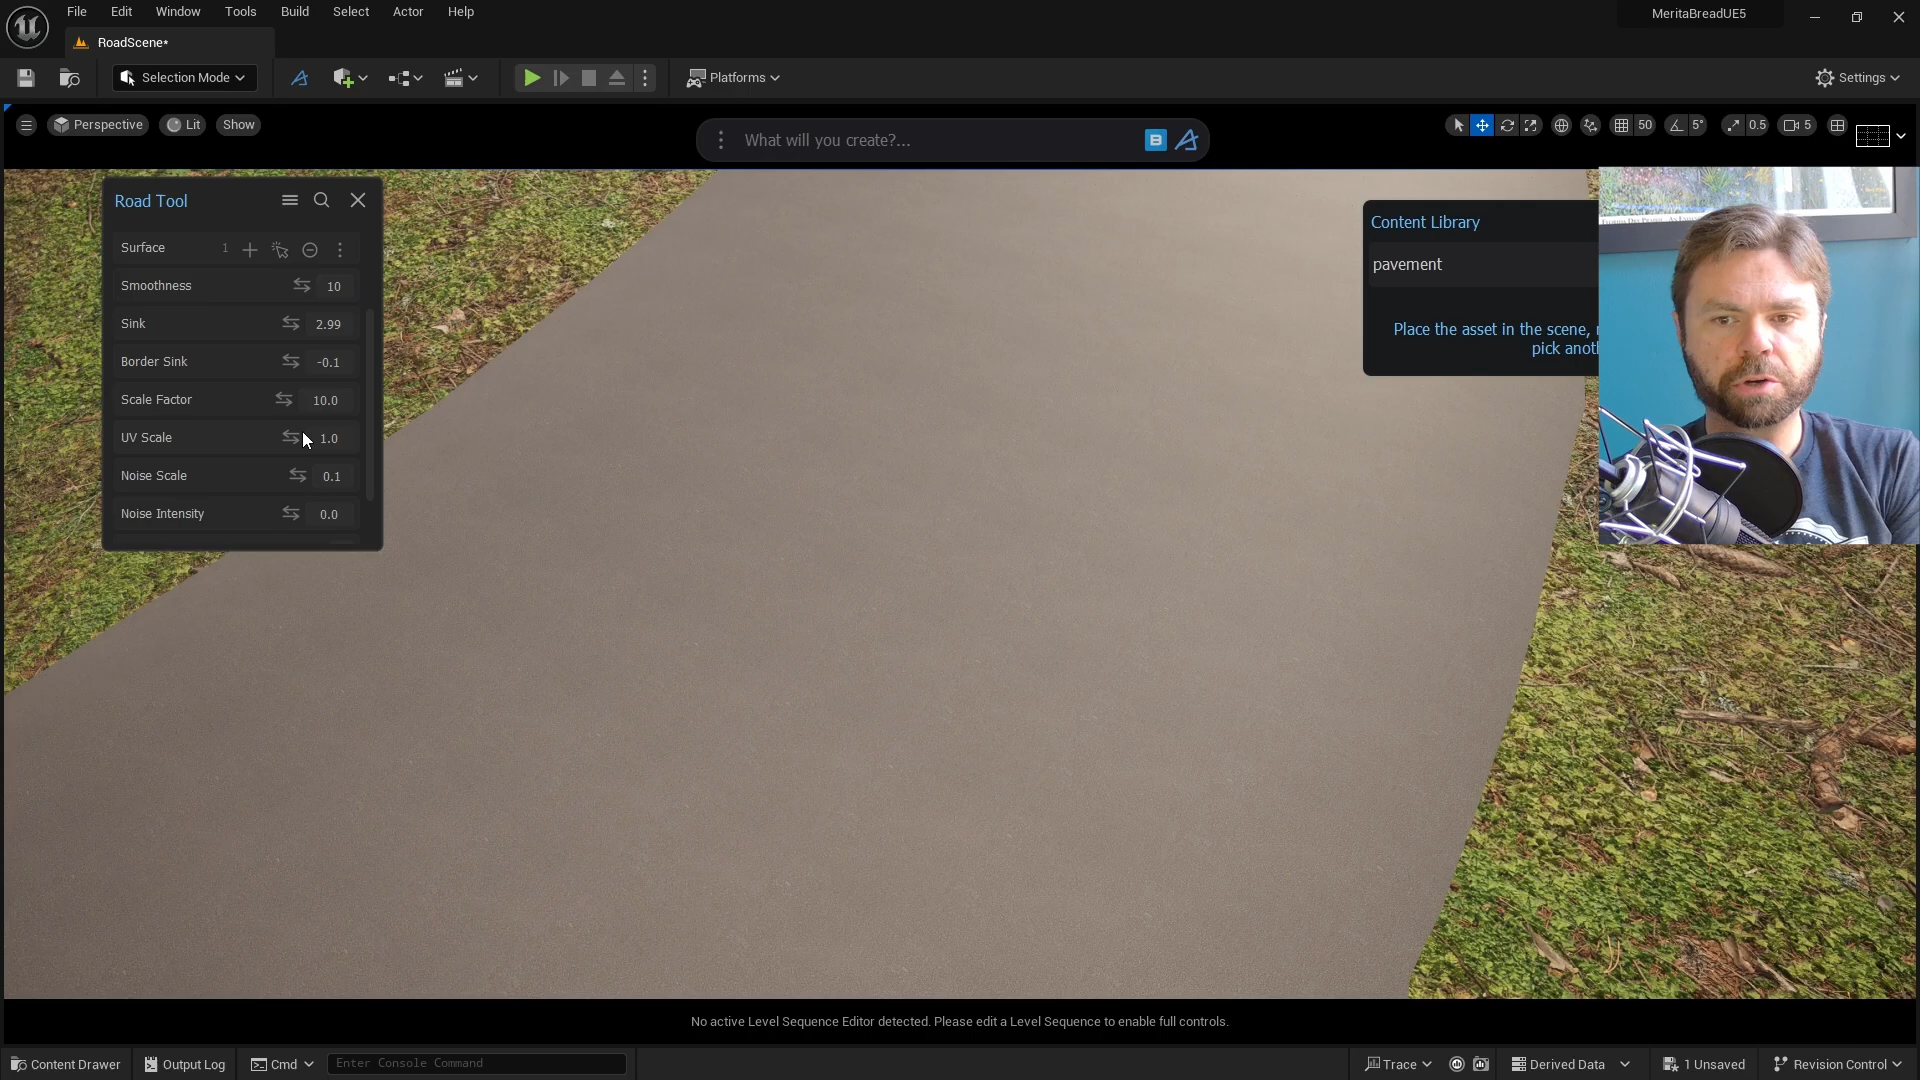 File Edit Window Tools Build Select Actor Help
MeritaBreadUE5
RoadScene*
Selection Mode
Platforms
Settings
Perspective
Lit
Show
What will you create?...
50
5°
0.5
5
Road Tool
Surface 1
Smoothness 10
Sink 2.99
Border Sink -0.1
Scale Factor 10.0
UV Scale 1.0
Noise Scale 0.1
Noise Intensity 0.0
Content Library
pavement
Place the asset in the scene,
pick
No active Level Sequence Editor detected. Please edit a Level Sequence to enable full controls.
Content Drawer
Output Log
Cmd
Enter Console Command
Trace
Derived Data
1 Unsaved
Revision Control